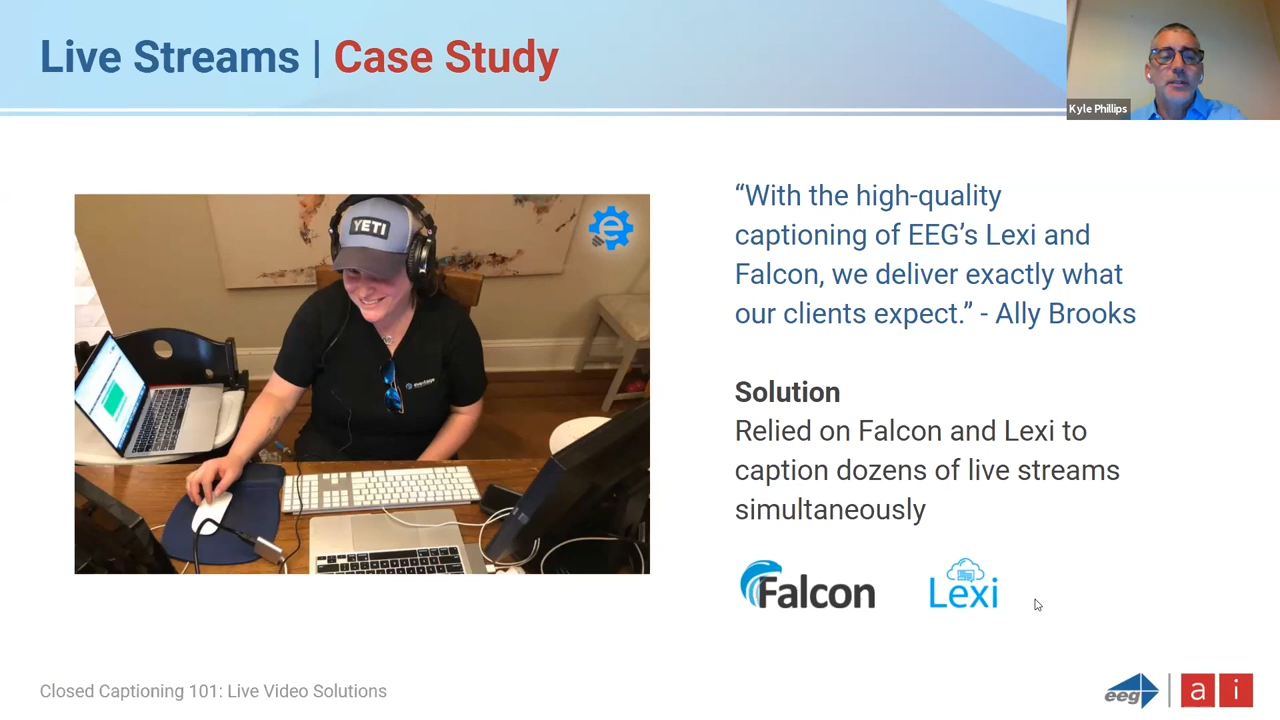 Live Streams | Case Study
Kyle Phillips
YETI
e
“With the high-quality
captioning of EEG’s Lexi and
Falcon, we deliver exactly what
our clients expect.” - Ally Brooks
Solution
Relied on Falcon and Lexi to
caption dozens of live streams
simultaneously
Falcon
Lexi
Closed Captioning 101: Live Video Solutions
eeg
a i